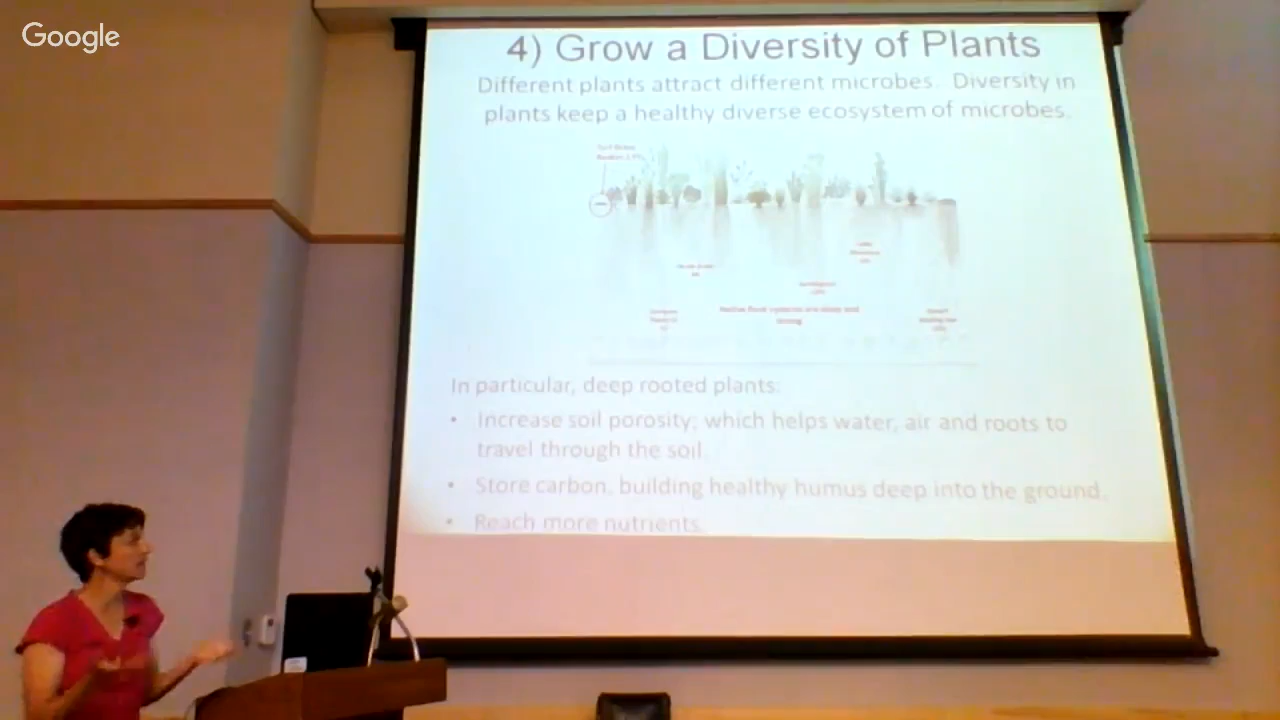 Google
4) Grow a Diversity of Plants
Different plants attract different microbes. Diversity in
plants keep a healthy diverse ecosystem of microbes.
In particular, deep rooted plants:
• Increase soil porosity; which helps water, air and roots to
travel through the soil.
• Store carbon, building healthy humus deep into the ground.
• Reach more nutrients.